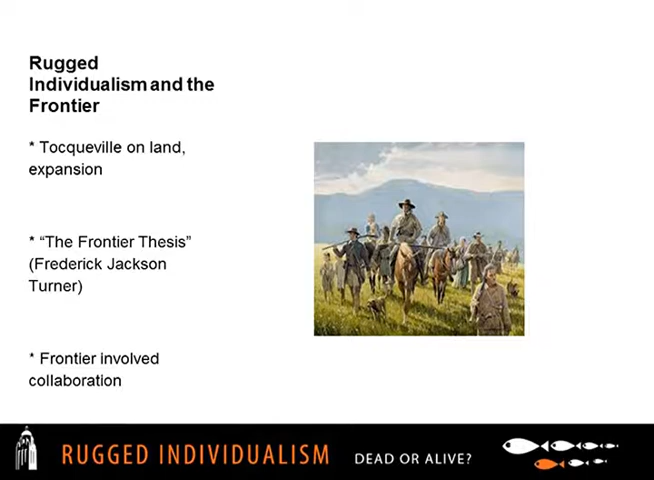 Rugged
Individualism and the
Frontier
* Tocqueville on land,
expansion
* “The Frontier Thesis”
(Frederick Jackson
Turner)
* Frontier involved
collaboration
RUGGED INDIVIDUALISM DEAD OR ALIVE?